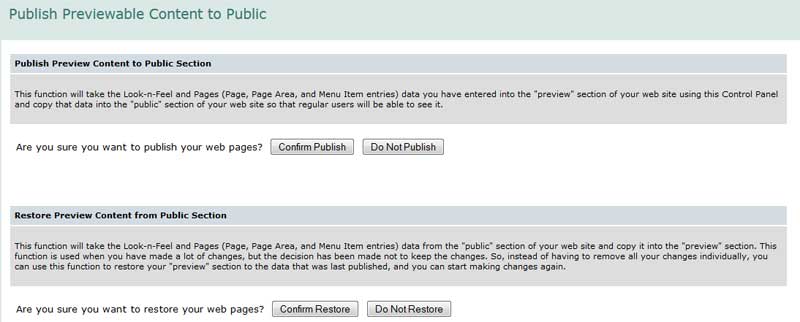 Publish Previewable Content to Public
Publish Preview Content to Public Section
This function will take the Look-n-Feel and Pages (Page, Page Area, and Menu Item entries) data you have entered into the "preview" section of your web site using this Control Panel
and copy that data into the "public" section of your web site so that regular users will be able to see it.
Are you sure you want to publish your web pages? Confirm Publish Do Not Publish
Restore Preview Content from Public Section
This function will take the Look-n-Feel and Pages (Page, Page Area, and Menu Item entries) data from the "public" section of your web site and copy it into the "preview" section. This
function is used when you have made a lot of changes, but the decision has been made not to keep the changes. So, instead of having to remove all your changes individually, you
can use this function to restore your "preview" section to the data that was last published, and you can start making changes again.
Are you sure you want to restore your web pages? Confirm Restore Do Not Restore